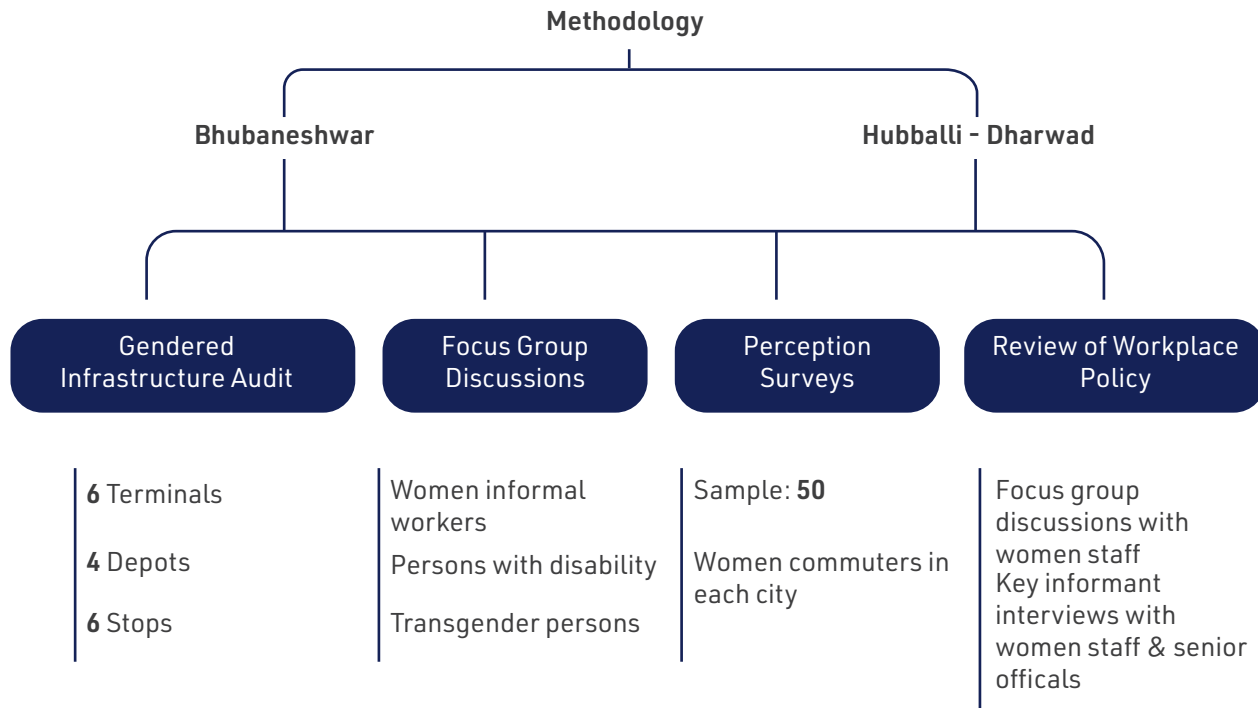 Methodology
Bhubaneshwar
Hubballi - Dharwad
Gendered
Infrastructure Audit
Focus Group
Discussions
Perception
Surveys
Review of Workplace
Policy
6 Terminals
4 Depots
6 Stops
Women informal
workers
Persons with disability
Transgender persons
Sample: 50
Women commuters in
each city
Focus group
discussions with
women staff
Key informant
interviews with
women staff & senior
officals